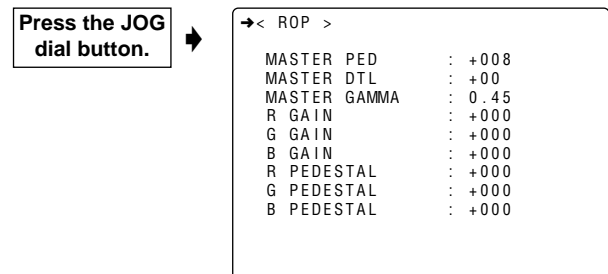 Press the JOG
dial button.
➔< ROP >
MASTER PED : +008
MASTER DTL : +00
MASTER GAMMA : 0.45
R GAIN : +000
G GAIN : +000
B GAIN : +000
R PEDESTAL : +000
G PEDESTAL : +000
B PEDESTAL : +000